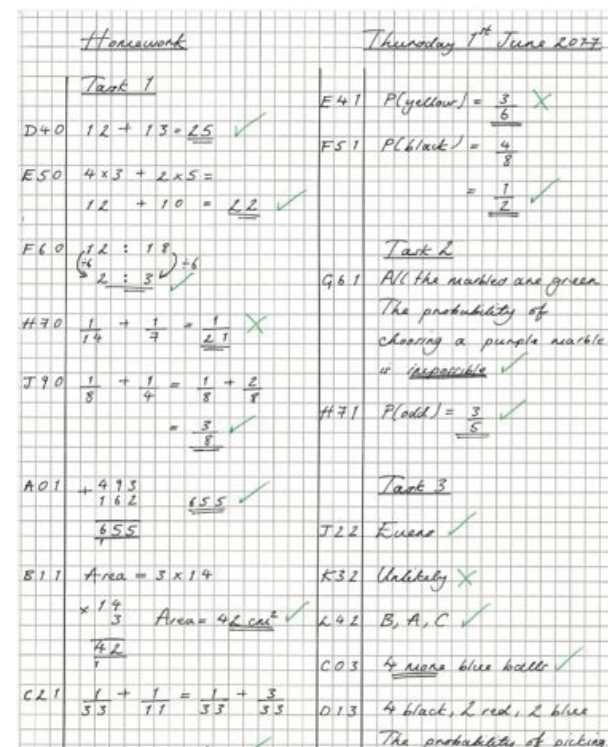 Homework
Thursday 1st June 2017
Task 1
D40 12 + 13 = 25 ✓
E50 4 × 3 + 2 × 5 =
12 + 10 = 22 ✓
F60 12 : 18
÷6 ÷6
2 : 3 ✓
H70 1/14 + 1/7 = 1/21 ✗
J90 1/8 + 1/4 = 1/8 + 2/8
= 3/8 ✓
A01 + 493
162 655 ✓
655
1
B11 Area = 3 × 14
× 14
3 Area = 42 cm² ✓
42
1
C21 1/33 + 1/11 = 1/33 + 3/33
E41 P(yellow) = 3/6 ✗
F51 P(black) = 4/8
= 1/2 ✓
Task 2
G61 All the marbled are green
The probability of
choosing a purple marble
is impossible ✓
H71 P(odd) = 3/5 ✓
Task 3
J22 Evens ✓
K32 Unlikely ✗
L42 B, A, C ✓
C03 4 more blue balls ✓
D13 4 black, 2 red, 2 blue
The probability of picking